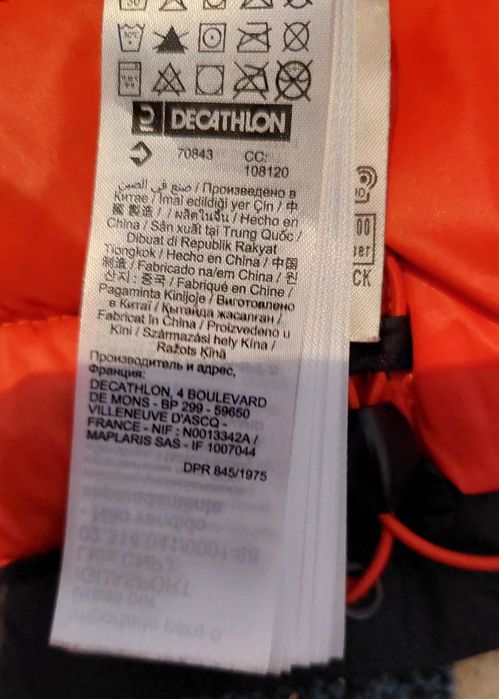 30°C
DECATHLON
70843 CC:
108120
صنع في الصين / Произведено в
Китае / İmal edildiği yer Çin / 中
國 製造 / / ผลิตในจีน / Hecho en
China / Sản xuất tại Trung Quốc /
Dibuat di Republik Rakyat
Tiongkok / Hecho en China / 中国
制造 / Fabricado na/em China / 원
산지 : 중국 / Fabriqué en Chine /
Pagaminta Kinijoje / Виготовлено
в Китаї / Қытайда жасалған /
Fabricat în China / Proizvedeno u
Kini / Származási hely Kína /
Ražots Ķīnā
Производитель и адрес,
Франция:
DECATHLON, 4 BOULEVARD
DE MONS - BP 299 - 59650
VILLENEUVE D'ASCQ -
FRANCE - NIF : N0013342A /
MAPLARIS SAS - IF 1007044
DPR 845/1975
00
CK